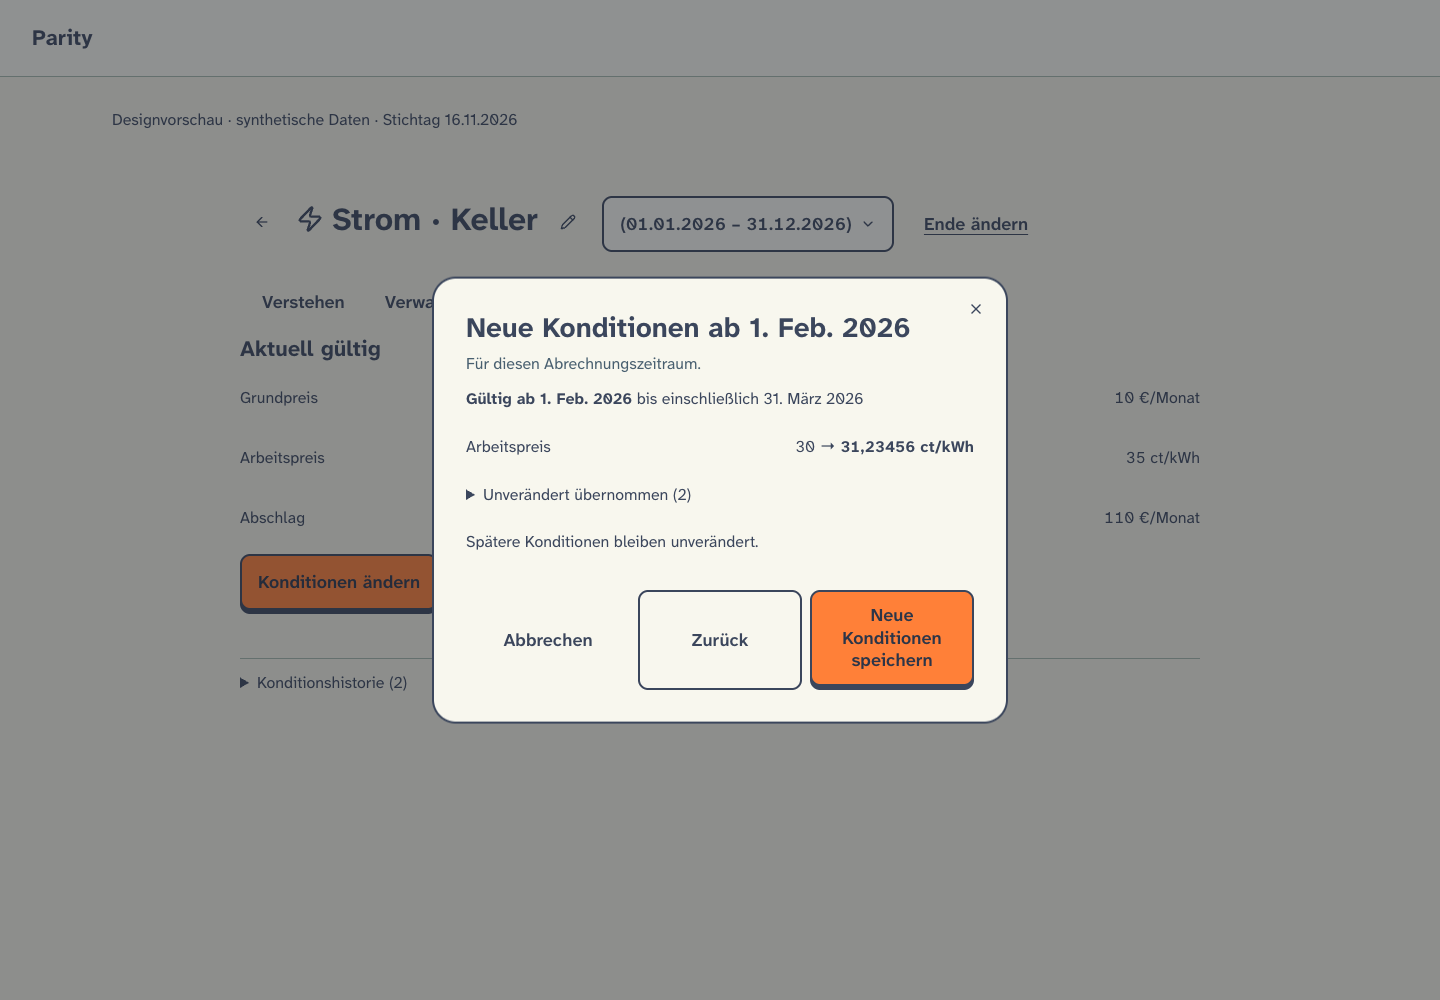 Parity
Designvorschau · synthetische Daten · Stichtag 16.11.2026
Strom · Keller
(01.01.2026 – 31.12.2026)
Ende ändern
Verstehen
Aktuell gültig
Grundpreis
10 €/Monat
Arbeitspreis
35 ct/kWh
Abschlag
110 €/Monat
Konditionen ändern
Konditionshistorie (2)
Neue Konditionen ab 1. Feb. 2026
Für diesen Abrechnungszeitraum.
Gültig ab 1. Feb. 2026 bis einschließlich 31. März 2026
Arbeitspreis
30 → 31,23456 ct/kWh
Unverändert übernommen (2)
Spätere Konditionen bleiben unverändert.
Abbrechen
Zurück
Neue
Konditionen
speichern